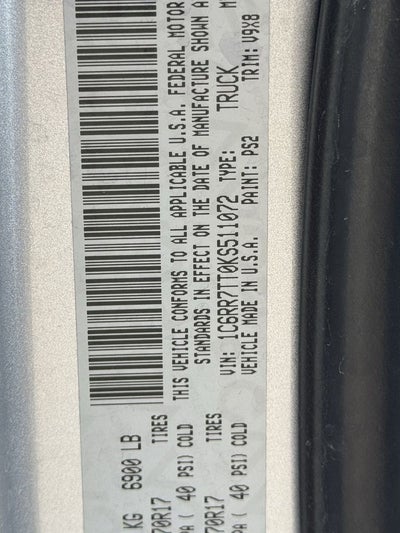 KG 6900 LB
70R17 TIRES
PA ( 40 PSI) COLD
70R17 TIRES
PA ( 40 PSI) COLD
THIS VEHICLE CONFORMS TO ALL APPLICABLE U.S.A. FEDERAL MOTOR
STANDARDS IN EFFECT ON THE DATE OF MANUFACTURE SHOWN A
VIN: 1C6RR7TT0KS511072 TYPE: TRUCK M
VEHICLE MADE IN U.S.A. PAINT: PS2 TRIM: V9X8